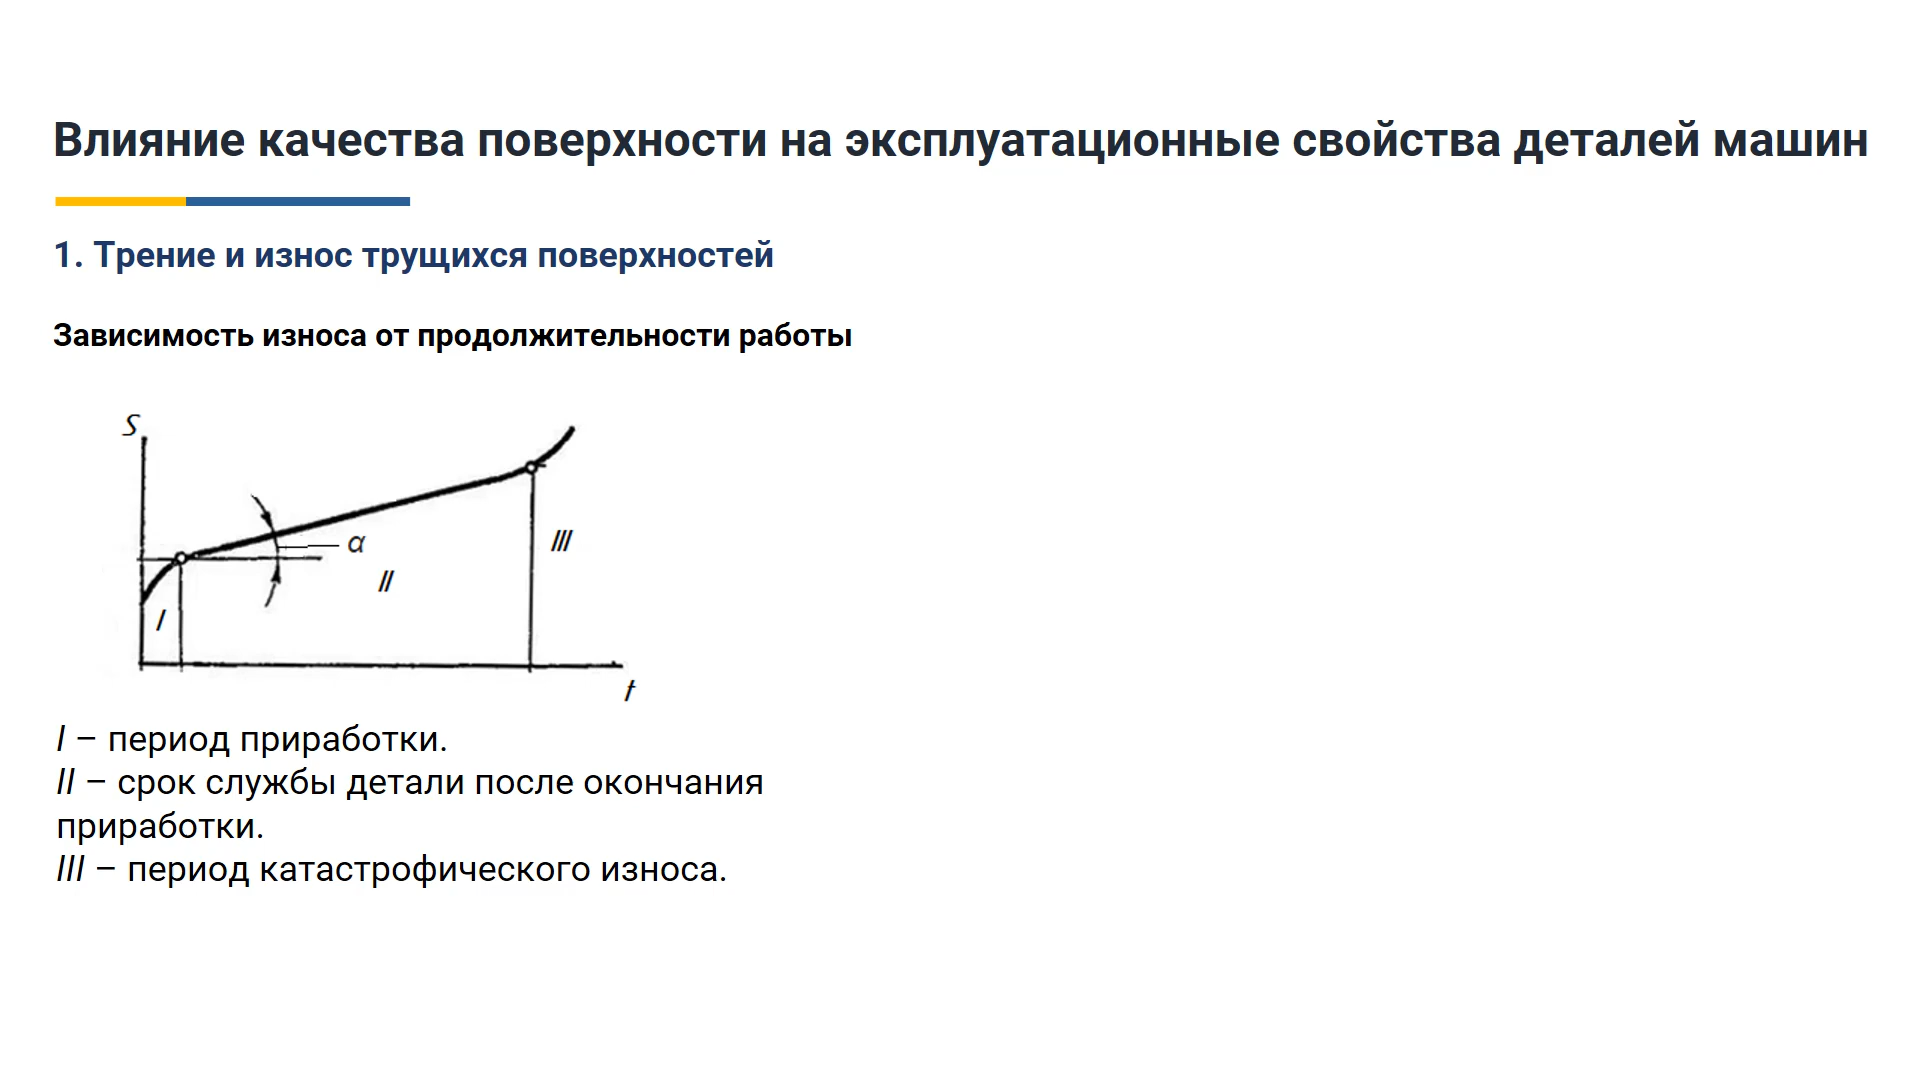 Влияние качества поверхности на эксплуатационные свойства деталей машин
1. Трение и износ трущихся поверхностей
Зависимость износа от продолжительности работы
S
α
III
II
I
t
I – период приработки.
II – срок службы детали после окончания
приработки.
III – период катастрофического износа.